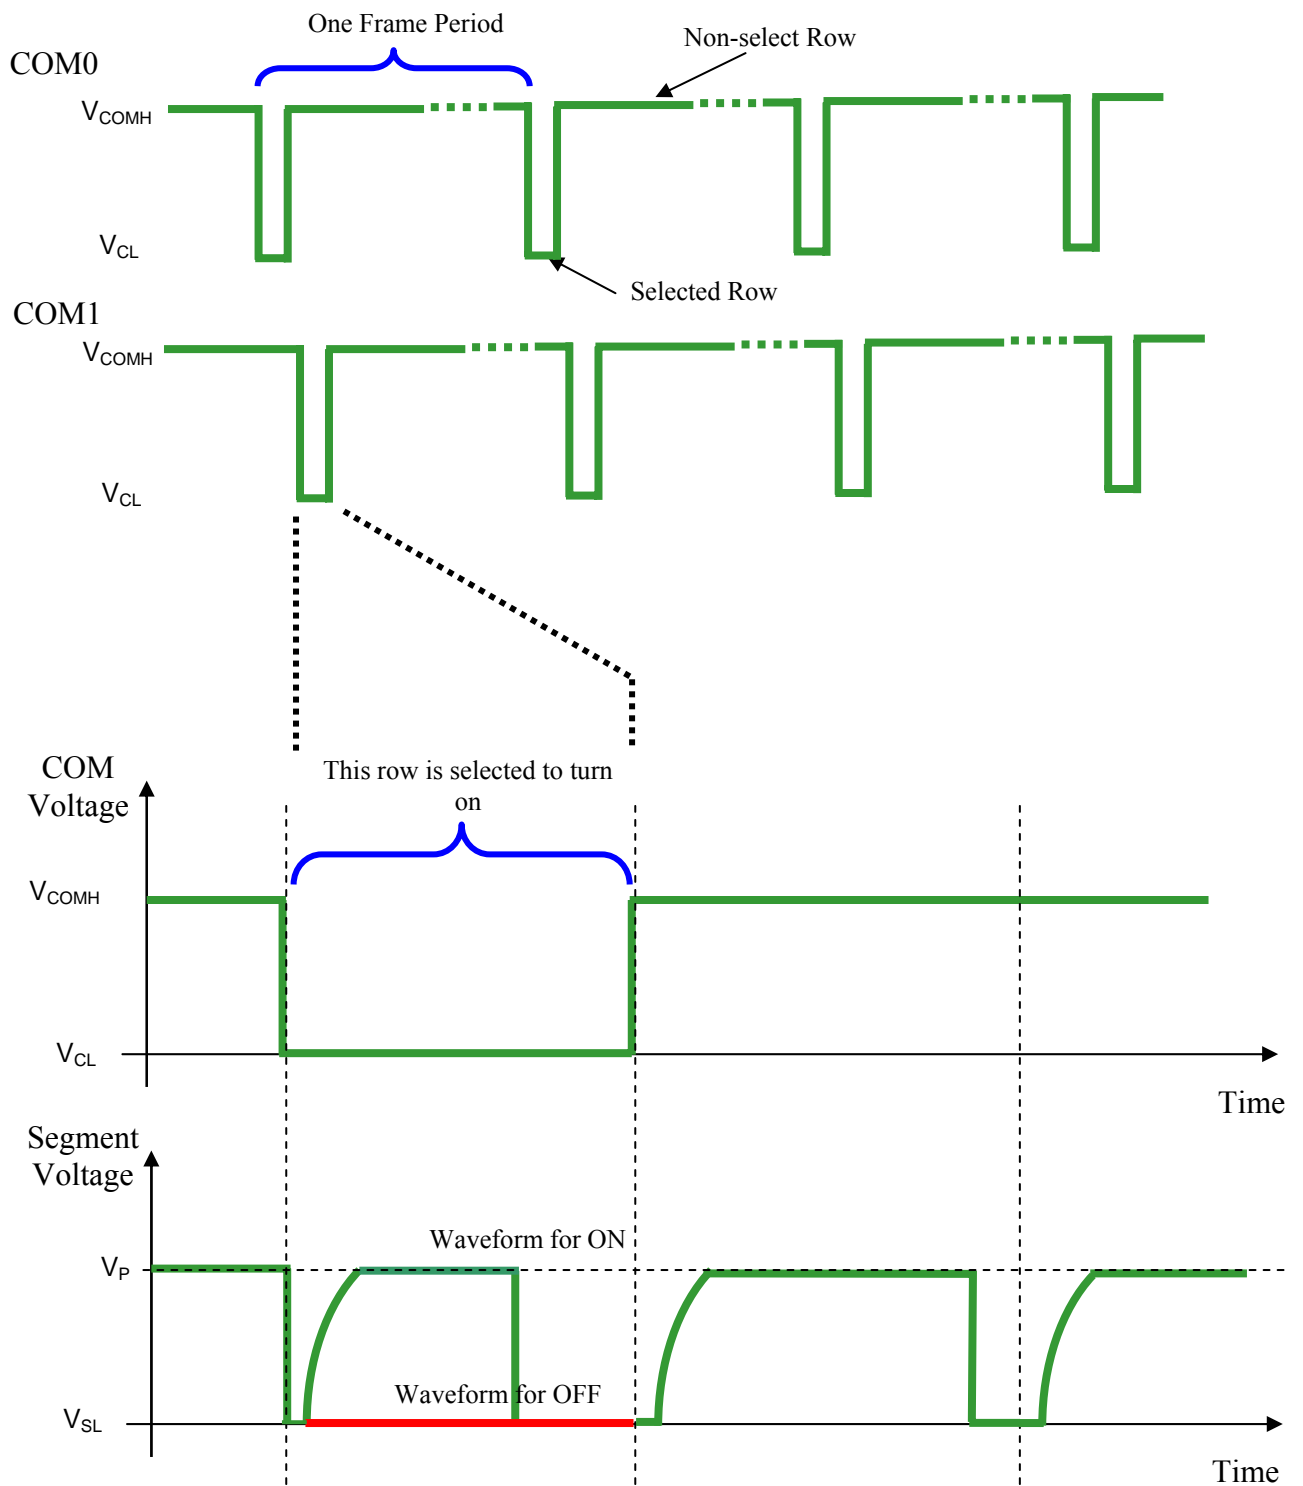 One Frame Period
Non-select Row
COM0
VCOMH
VCL
Selected Row
COM1
VCOMH
VCL
This row is selected to turn
on
COM
Voltage
VCOMH
VCL
Time
Segment
Voltage
Waveform for ON
VP
Waveform for OFF
VSL
Time